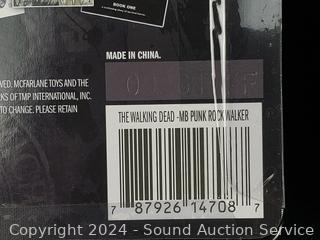 BOOK ONE
MADE IN CHINA.
VED. MCFARLANE TOYS AND THE
RKS OF TMP INTERNATIONAL, INC.
TO CHANGE. PLEASE RETAIN
THE WALKING DEAD -MB PUNK ROCK WALKER
7 87926 14708 7
Copyright 2024 - Sound Auction Service